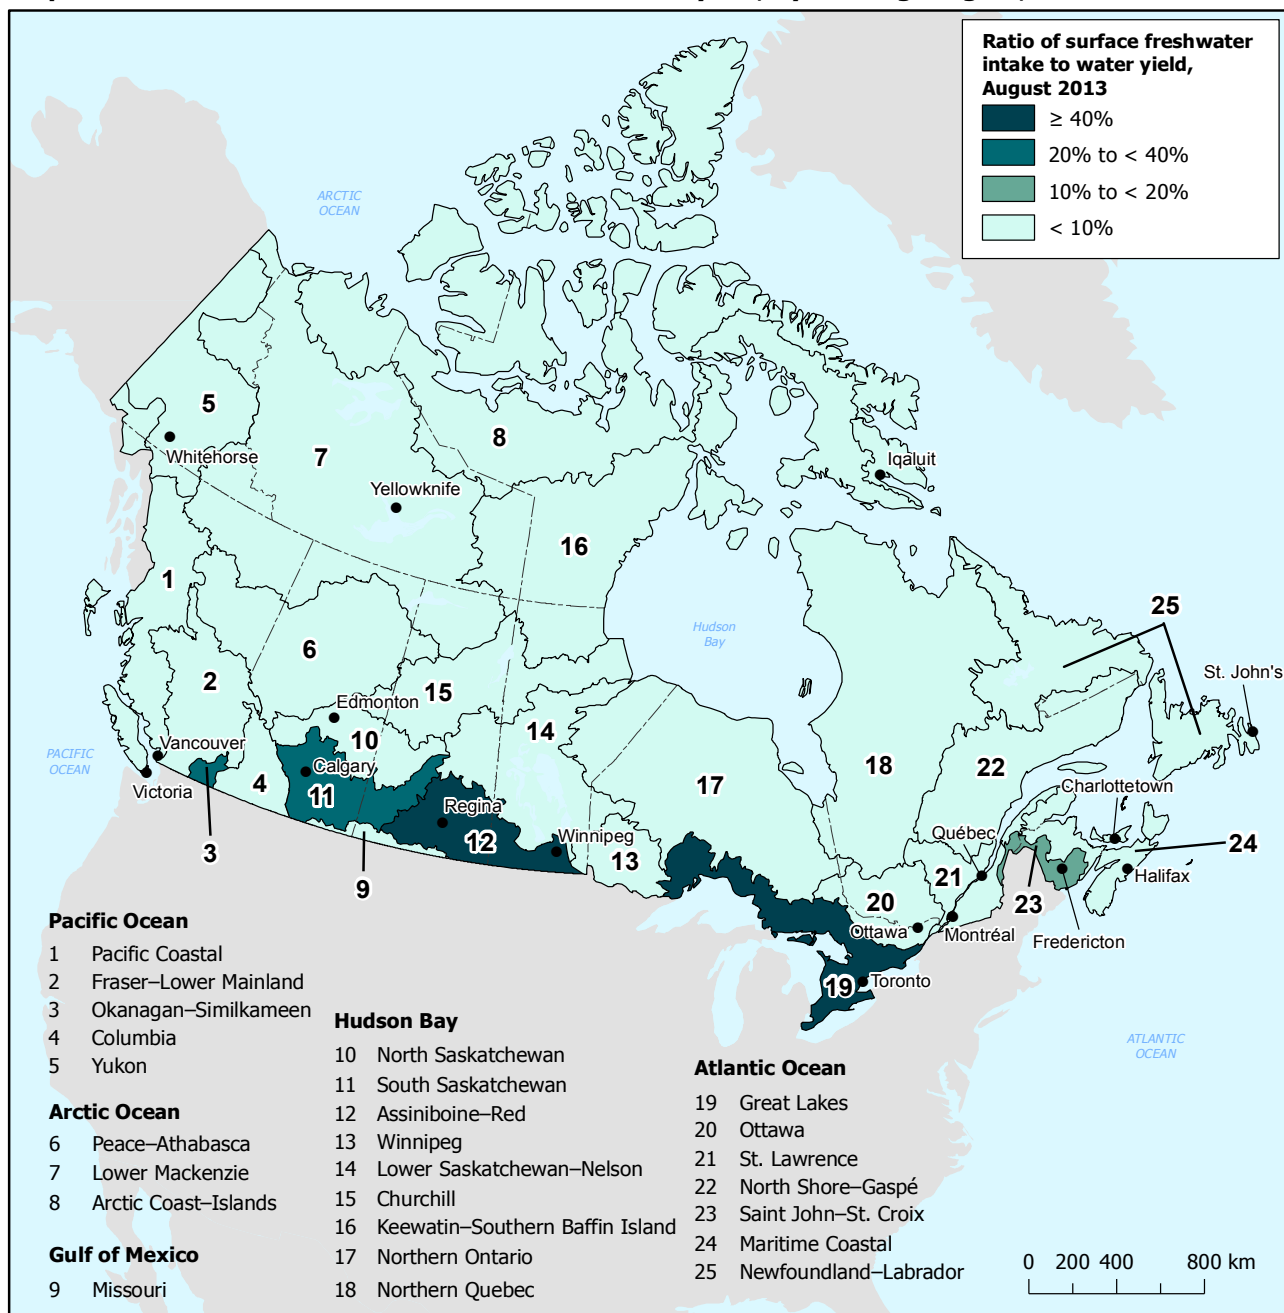 Ratio of surface freshwater
intake to water yield,
August 2013
≥ 40%
20% to < 40%
10% to < 20%
< 10%
ARCTIC
OCEAN
5
Whitehorse
7
8
Yellowknife
Iqaluit
16
1
Hudson
Bay
25
6
2
15
St. John's
Edmonton
14
10
Vancouver
PACIFIC
OCEAN
Calgary
4
11
Victoria
17
18
22
Charlottetown
Regina
12
Winnipeg
Québec
3
9
13
21
24
Halifax
20
23
Ottawa
Montréal
Fredericton
19
Toronto
ATLANTIC
OCEAN
Pacific Ocean
1 Pacific Coastal
2 Fraser–Lower Mainland
3 Okanagan–Similkameen
4 Columbia
5 Yukon
Arctic Ocean
6 Peace–Athabasca
7 Lower Mackenzie
8 Arctic Coast–Islands
Gulf of Mexico
9 Missouri
Hudson Bay
10 North Saskatchewan
11 South Saskatchewan
12 Assiniboine–Red
13 Winnipeg
14 Lower Saskatchewan–Nelson
15 Churchill
16 Keewatin–Southern Baffin Island
17 Northern Ontario
18 Northern Quebec
Atlantic Ocean
19 Great Lakes
20 Ottawa
21 St. Lawrence
22 North Shore–Gaspé
23 Saint John–St. Croix
24 Maritime Coastal
25 Newfoundland–Labrador
0 200 400 800 km